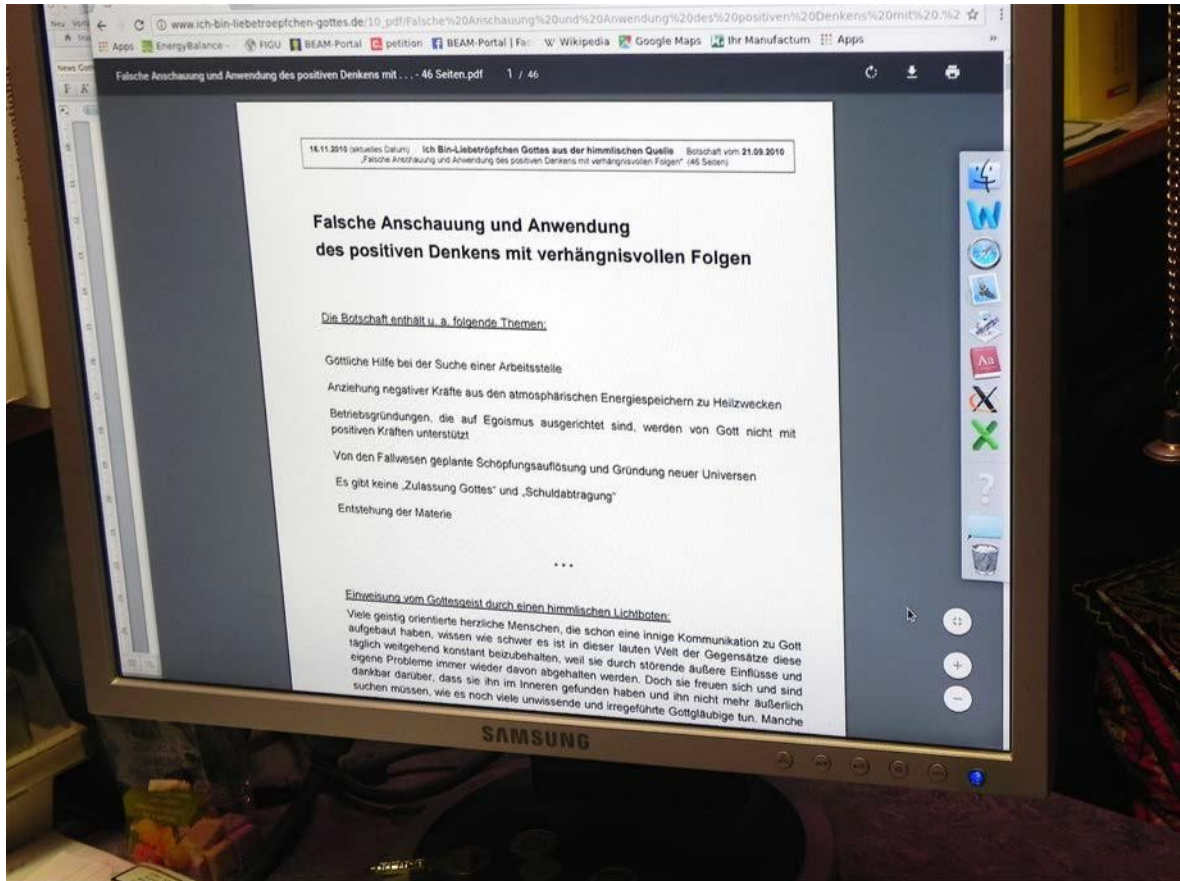 www.ich-bin-liebetroepfchen-gottes.de/10_pdf/Falsche%20Anschauung%20und%20Anwendung%20des%20positiven%20Denkens%20mit%20.%2
Apps EnergyBalance - FIGU BEAM-Portal petition BEAM-Portal | Fac W Wikipedia Google Maps Ihr Manufactum Apps »
News Got
F K
Falsche Anschauung und Anwendung des positiven Denkens mit . . . - 46 Seiten.pdf 1 / 46
16.11.2010 (aktuelles Datum) Ich Bin-Liebetröpfchen Gottes aus der himmlischen Quelle Botschaft vom 21.09.2010
„Falsche Anschauung und Anwendung des positiven Denkens mit verhängnisvollen Folgen" (46 Seiten)
Falsche Anschauung und Anwendung
des positiven Denkens mit verhängnisvollen Folgen
Die Botschaft enthält u. a. folgende Themen:
Göttliche Hilfe bei der Suche einer Arbeitsstelle
Anziehung negativer Kräfte aus den atmosphärischen Energiespeichern zu Heilzwecken
Betriebsgründungen, die auf Egoismus ausgerichtet sind, werden von Gott nicht mit
positiven Kräften unterstützt
Von den Fallwesen geplante Schöpfungsauflösung und Gründung neuer Universen
Es gibt keine „Zulassung Gottes" und „Schuldabtragung"
Entstehung der Materie
• • •
Einweisung vom Gottesgeist durch einen himmlischen Lichtboten:
Viele geistig orientierte herzliche Menschen, die schon eine innige Kommunikation zu Gott
aufgebaut haben, wissen wie schwer es ist in dieser lauten Welt der Gegensätze diese
täglich weitgehend konstant beizubehalten, weil sie durch störende äußere Einflüsse und
eigene Probleme immer wieder davon abgehalten werden. Doch sie freuen sich und sind
dankbar darüber, dass sie ihn im Inneren gefunden haben und ihn nicht mehr äußerlich
suchen müssen, wie es noch viele unwissende und irregeführte Gottgläubige tun. Manche
Aa
SAMSUNG